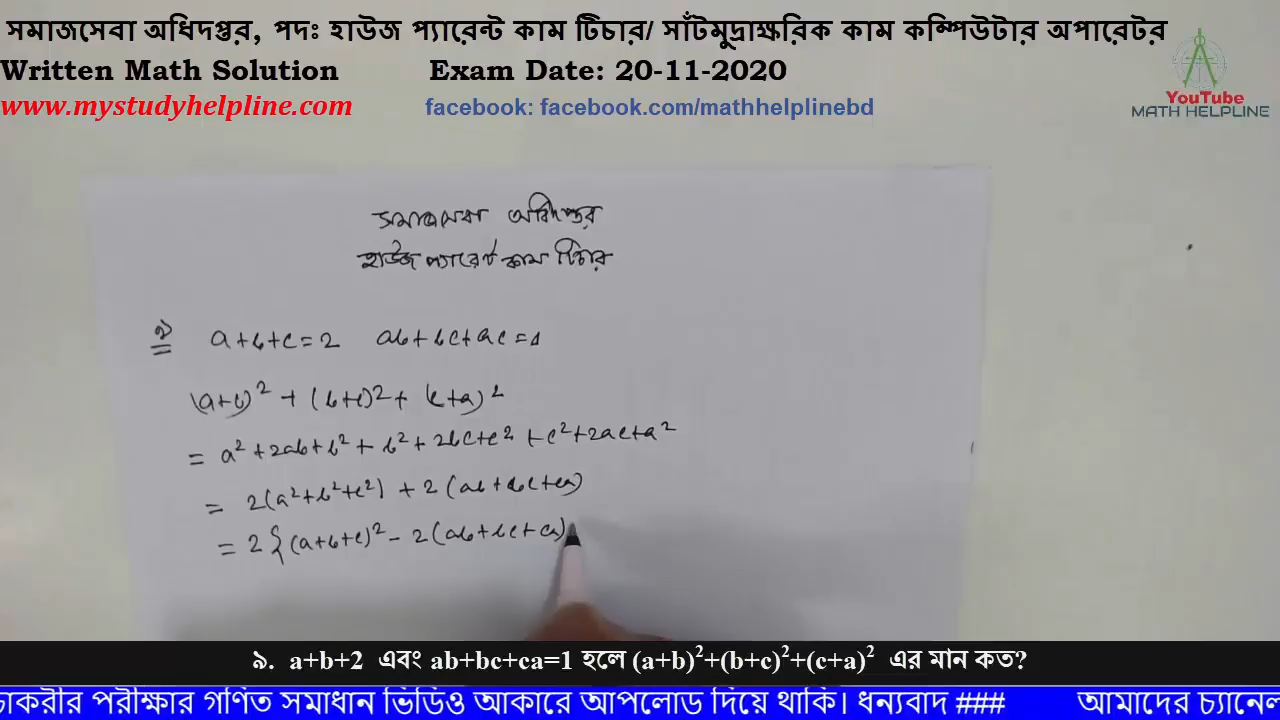 সমাজসেবা অধিদপ্তর, পদঃ হাউজ প্যারেন্ট কাম টিচার/ সাঁটমুদ্রাক্ষরিক কাম কম্পিউটার অপারেটর
Written Math Solution Exam Date: 20-11-2020
www.mystudyhelpline.com facebook: facebook.com/mathhelplinebd
YouTube
MATH HELPLINE
সমাজসেবা অধিদপ্তর
হাউজ প্যারেন্ট কাম টিচার
৯ a+b+c=2 ab+bc+ac=1
(a+b)² + (b+c)² + (c+a)²
= a² + 2ab + b² + b² + 2bc + c² + c² + 2ac + a²
= 2(a²+b²+c²) + 2(ab+bc+ca)
= 2{(a+b+c)² - 2(ab+bc+ca)
৯. a+b+2 এবং ab+bc+ca=1 হলে (a+b)²+(b+c)²+(c+a)² এর মান কত?
চাকরীর পরীক্ষার গণিত সমাধান ভিডিও আকারে আপলোড দিয়ে থাকি। ধন্যবাদ ### আমাদের চ্যানেল